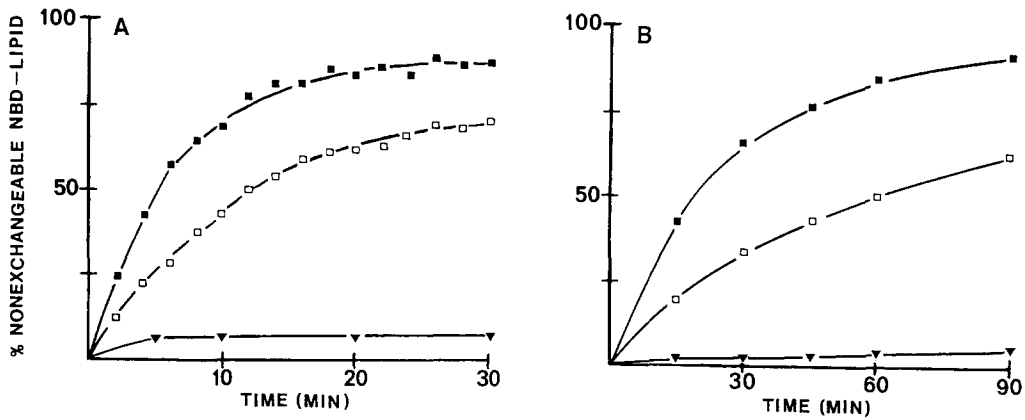 % NONEXCHANGEABLE NBD-LIPID
100
A
50
10
20
30
TIME (MIN)
100
B
50
30
60
90
TIME (MIN)